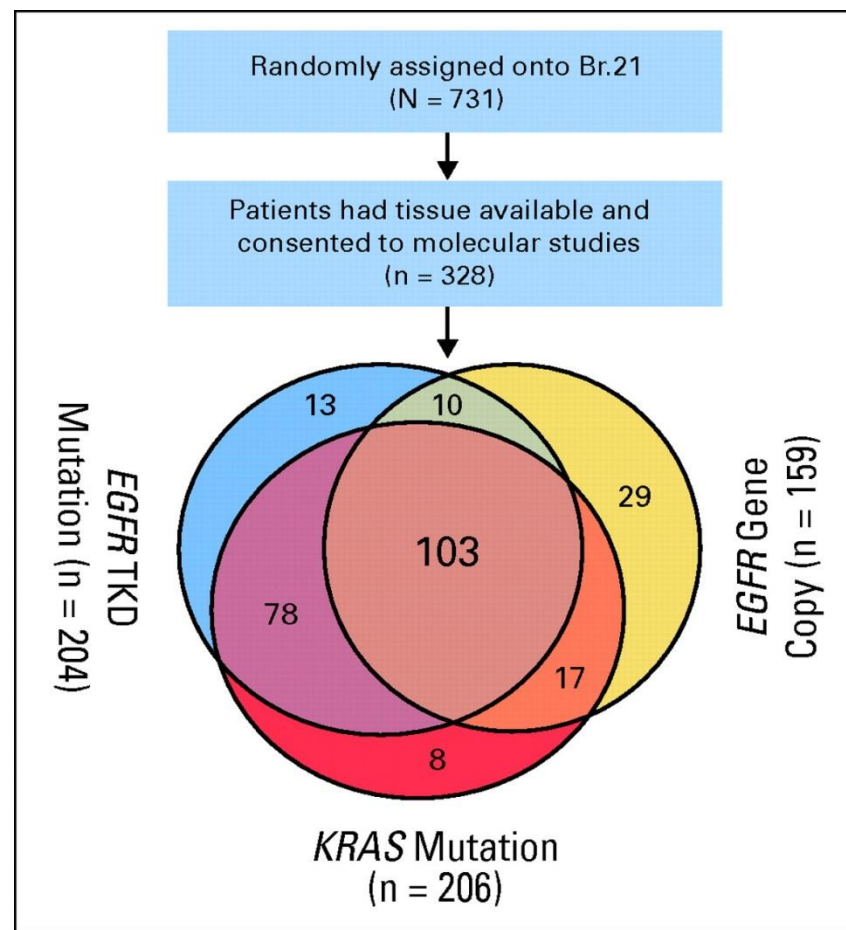 Randomly assigned onto Br.21
(N = 731)
Patients had tissue available and
consented to molecular studies
(n = 328)
13
10
29
103
78
17
8
EGFR TKD
Mutation (n = 204)
EGFR Gene
Copy (n = 159)
KRAS Mutation
(n = 206)